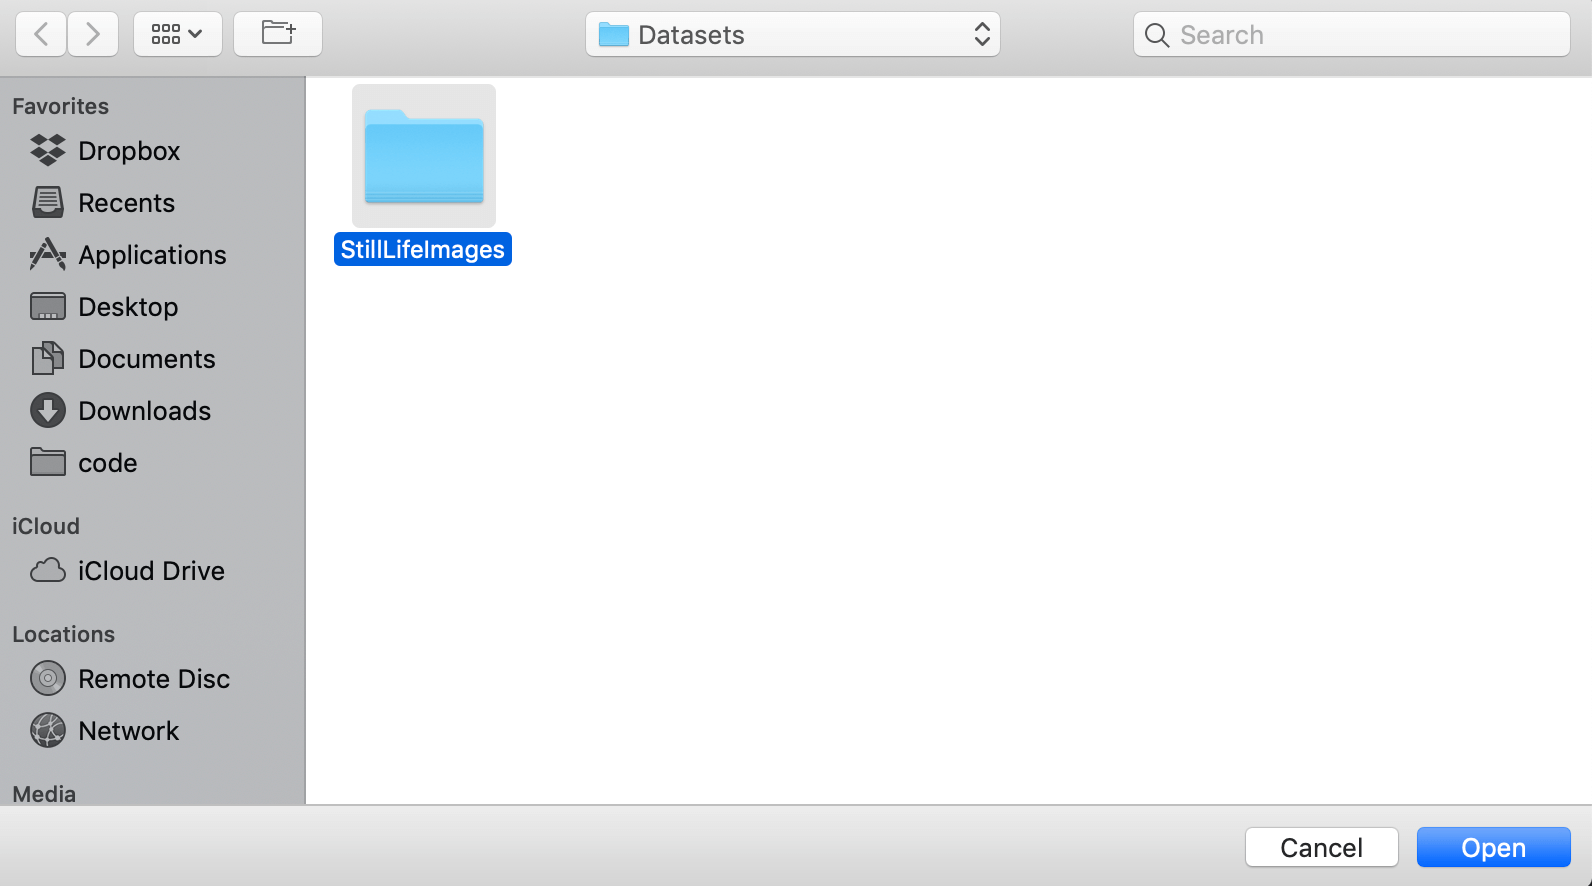 Datasets
Search
Favorites
Dropbox
Recents
Applications
Desktop
Documents
Downloads
code
iCloud
iCloud Drive
Locations
Remote Disc
Network
Media
StillLifeImages
Cancel
Open